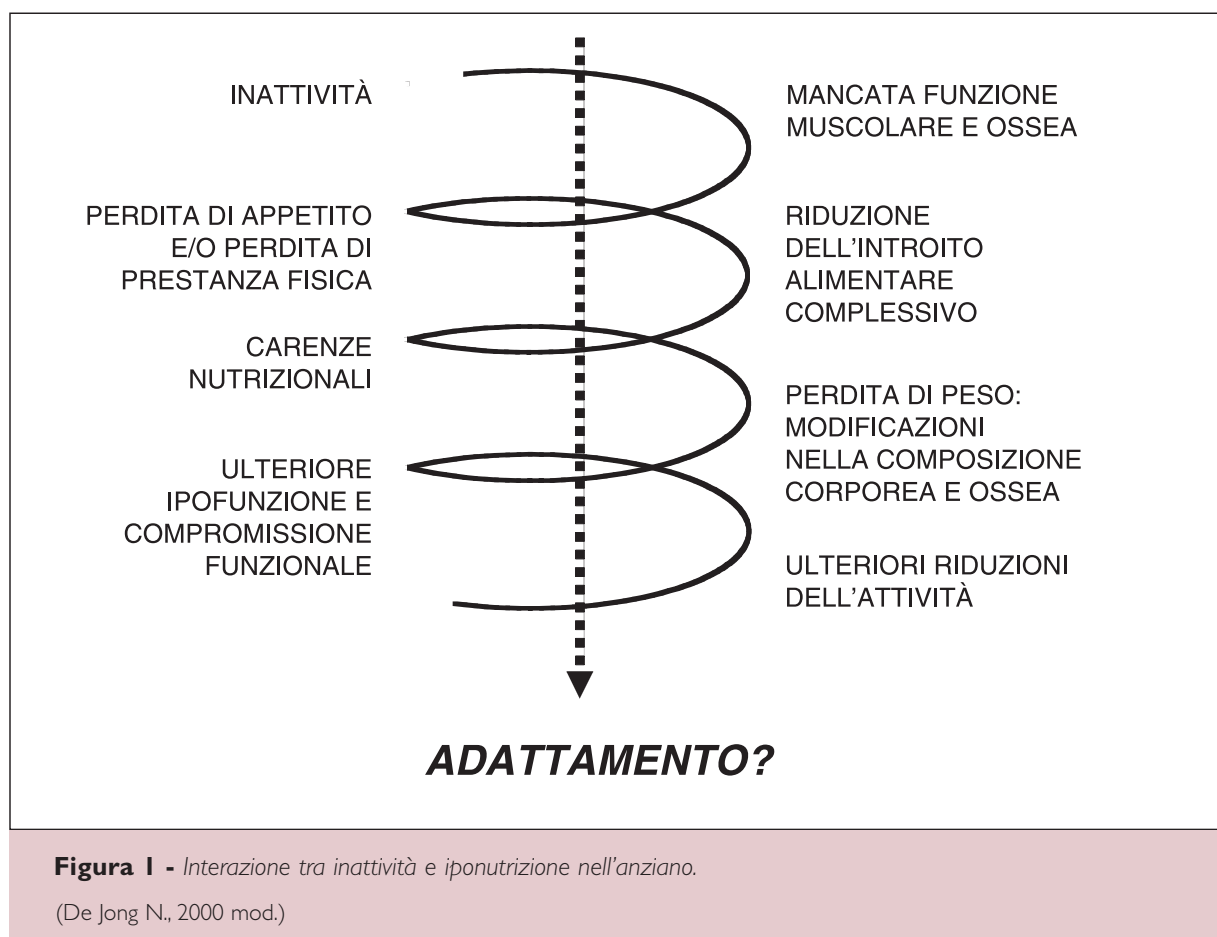 INATTIVITÀ
MANCATA FUNZIONE
MUSCOLARE E OSSEA
PERDITA DI APPETITO
E/O PERDITA DI
PRESTANZA FISICA
RIDUZIONE
DELL'INTROITO
ALIMENTARE
COMPLESSIVO
CARENZE
NUTRIZIONALI
PERDITA DI PESO:
MODIFICAZIONI
NELLA COMPOSIZIONE
CORPOREA E OSSEA
ULTERIORE
IPOFUNZIONE E
COMPROMISSIONE
FUNZIONALE
ULTERIORI RIDUZIONI
DELL'ATTIVITÀ
ADATTAMENTO?
Figura 1 - Interazione tra inattività e iponutrizione nell'anziano.
(De Jong N., 2000 mod.)